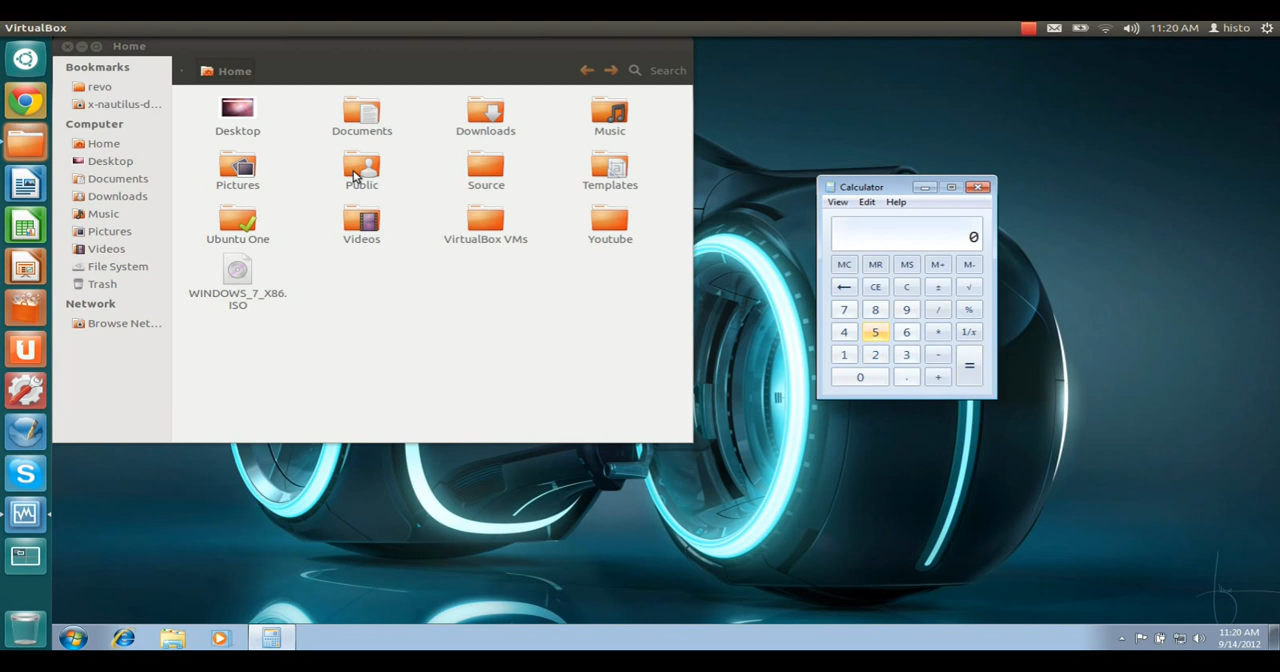 VirtualBox
11:20 AM histo
Home
Bookmarks
revo
x-nautilus-d...
Computer
Home
Desktop
Documents
Downloads
Music
Pictures
Videos
File System
Trash
Network
Browse Net...
Home
Search
Desktop Documents Downloads Music
Pictures Public Source Templates
Ubuntu One Videos VirtualBox VMs Youtube
WINDOWS_7_X86.
ISO
Calculator
View Edit Help
0
MC MR MS M+ M-
← CE C ± √
7 8 9 / %
4 5 6 * 1/x
1 2 3 - =
0 . +
U
S
11:20 AM
9/14/2012